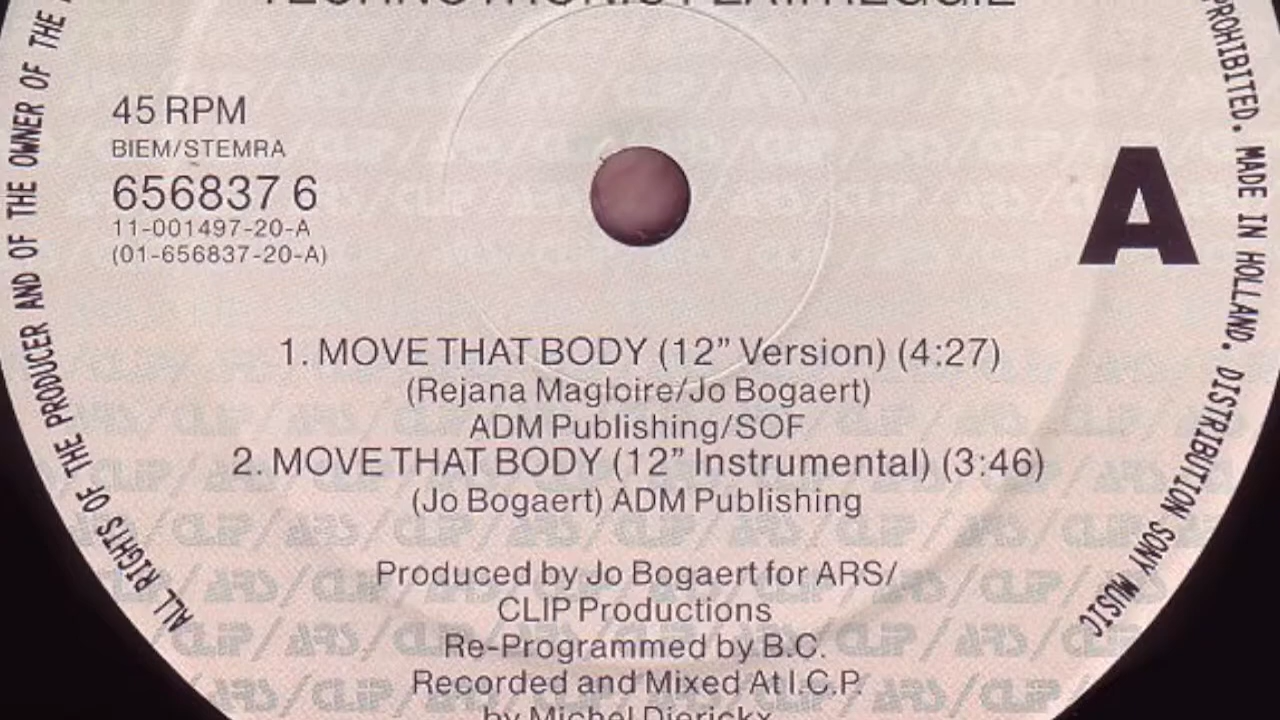 45 RPM
BIEM/STEMRA
656837 6
11-001497-20-A
(01-656837-20-A)
A
1. MOVE THAT BODY (12” Version) (4:27)
(Rejana Magloire/Jo Bogaert)
ADM Publishing/SOF
2. MOVE THAT BODY (12” Instrumental) (3:46)
(Jo Bogaert) ADM Publishing
Produced by Jo Bogaert for ARS/
CLIP Productions
Re-Programmed by B.C.
Recorded and Mixed At I.C.P.
by Michel Dierickx
ALL RIGHTS OF THE PRODUCER AND OF THE OWNER OF THE
PROHIBITED. MADE IN HOLLAND. DISTRIBUTION SONY MUSIC